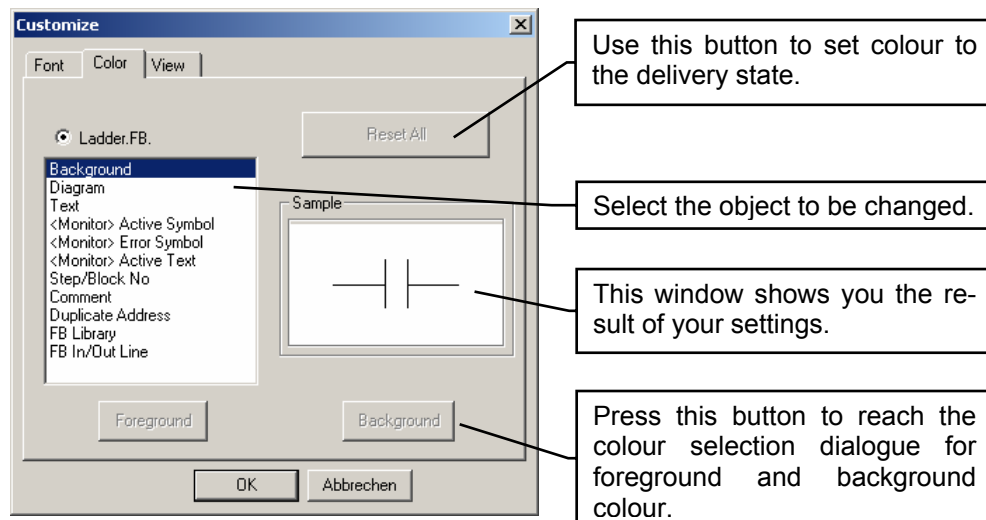 Customize
Font Color View
Ladder.FB.
Reset All
Background
Diagram
Text
<Monitor> Active Symbol
<Monitor> Error Symbol
<Monitor> Active Text
Step/Block No
Comment
Duplicate Address
FB Library
FB In/Out Line
Sample
Foreground
Background
OK
Abbrechen
Use this button to set colour to
the delivery state.
Select the object to be changed.
This window shows you the re-
sult of your settings.
Press this button to reach the
colour selection dialogue for
foreground and background
colour.